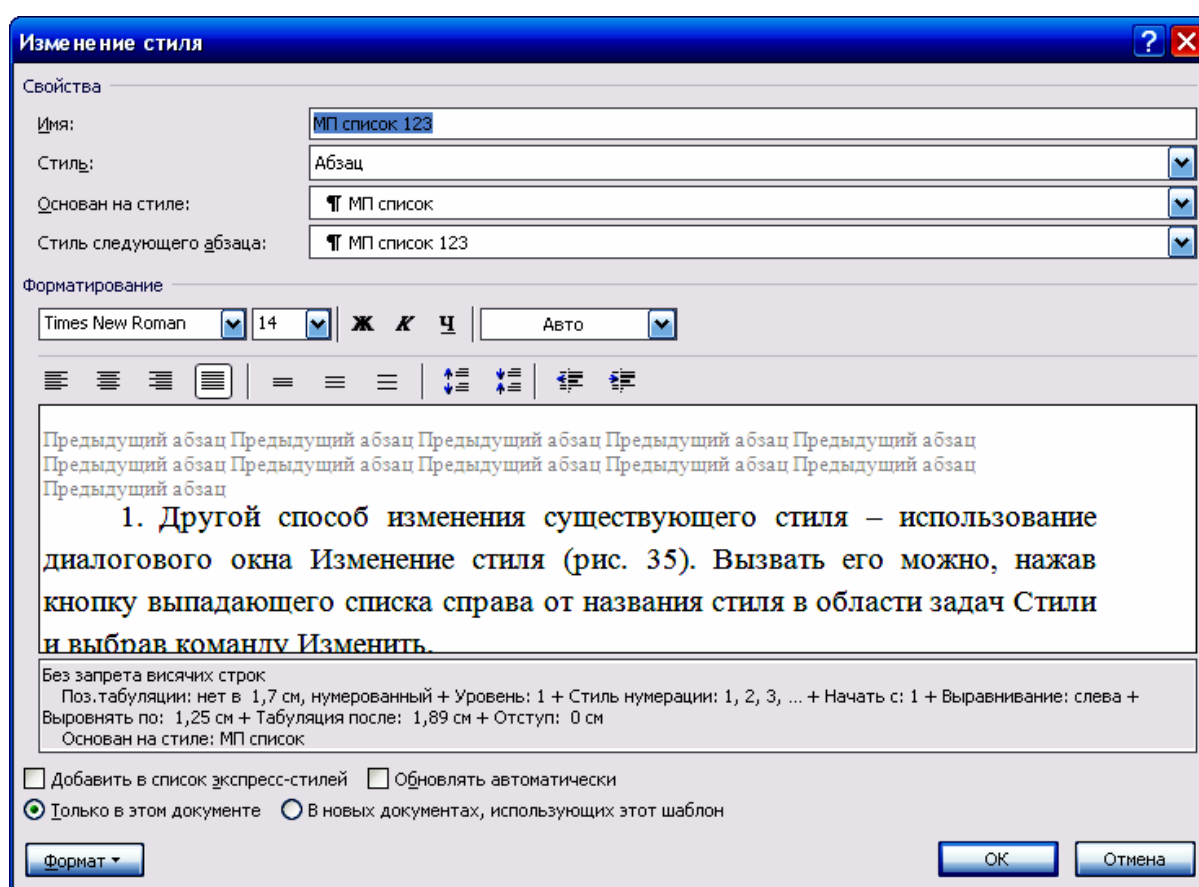 Изменение стиля
Свойства
Имя: МП список 123
Стиль: Абзац
Основан на стиле: ¶ МП список
Стиль следующего абзаца: ¶ МП список 123
Форматирование
Times New Roman 14 Ж К Ч Авто
Предыдущий абзац Предыдущий абзац Предыдущий абзац Предыдущий абзац Предыдущий абзац
Предыдущий абзац Предыдущий абзац Предыдущий абзац Предыдущий абзац Предыдущий абзац
Предыдущий абзац
1. Другой способ изменения существующего стиля – использование
диалогового окна Изменение стиля (рис. 35). Вызвать его можно, нажав
кнопку выпадающего списка справа от названия стиля в области задач Стили
и выбрав команду Изменить.
Без запрета висячих строк
Поз.табуляции: нет в 1,7 см, нумерованный + Уровень: 1 + Стиль нумерации: 1, 2, 3, ... + Начать с: 1 + Выравнивание: слева +
Выровнять по: 1,25 см + Табуляция после: 1,89 см + Отступ: 0 см
Основан на стиле: МП список
Добавить в список экспресс-стилей Обновлять автоматически
Только в этом документе В новых документах, использующих этот шаблон
Формат ОК Отмена